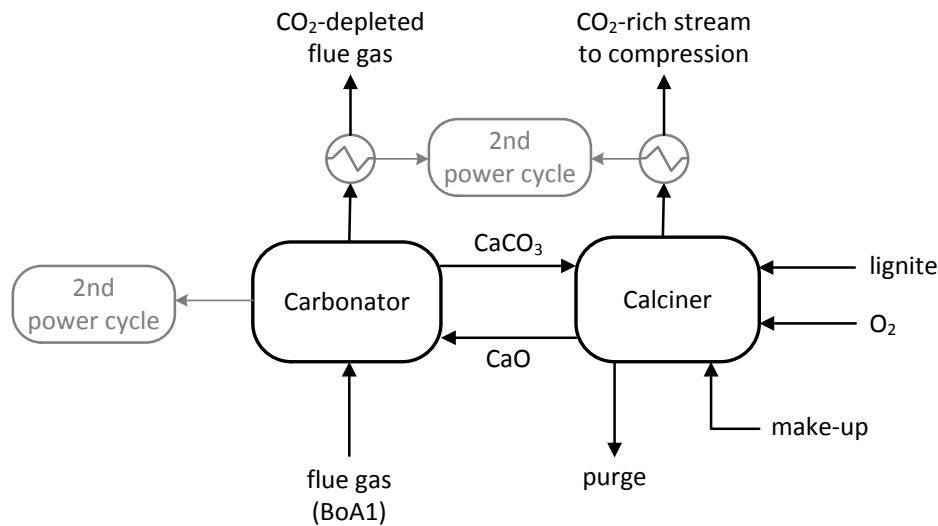 CO₂-depleted
flue gas
CO₂-rich stream
to compression
2nd
power cycle
CaCO₃
2nd
power cycle
Carbonator
Calciner
lignite
O₂
CaO
make-up
flue gas
(BoA1)
purge